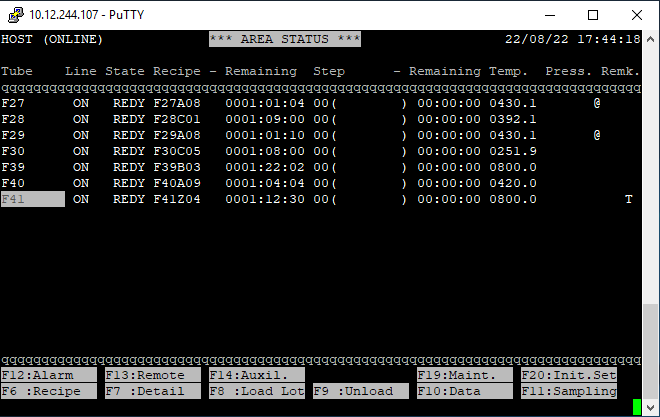 10.12.244.107 - PuTTY
HOST (ONLINE) *** AREA STATUS *** 22/08/22 17:44:18
Tube Line State Recipe - Remaining Step - Remaining Temp. Press. Remk.
qqqqqqqqqqqqqqqqqqqqqqqqqqqqqqqqqqqqqqqqqqqqqqqqqqqqqqqqqqqqqqqqqqqqqqqqqqqqqqqq
F27 ON REDY F27A08 0001:01:04 00( ) 00:00:00 0430.1 @
F28 ON REDY F28C01 0001:09:00 00( ) 00:00:00 0392.1
F29 ON REDY F29A08 0001:01:10 00( ) 00:00:00 0430.1 @
F30 ON REDY F30C05 0001:08:00 00( ) 00:00:00 0251.9
F39 ON REDY F39B03 0001:22:02 00( ) 00:00:00 0800.0
F40 ON REDY F40A09 0001:04:04 00( ) 00:00:00 0420.0
F41 ON REDY F41Z04 0001:12:30 00( ) 00:00:00 0800.0 T
qqqqqqqqqqqqqqqqqqqqqqqqqqqqqqqqqqqqqqqqqqqqqqqqqqqqqqqqqqqqqqqqqqqqqqqqqqqqqqqq
F12:Alarm F13:Remote F14:Auxil. F19:Maint. F20:Init.Set
F6 :Recipe F7 :Detail F8 :Load Lot F9 :Unload F10:Data F11:Sampling